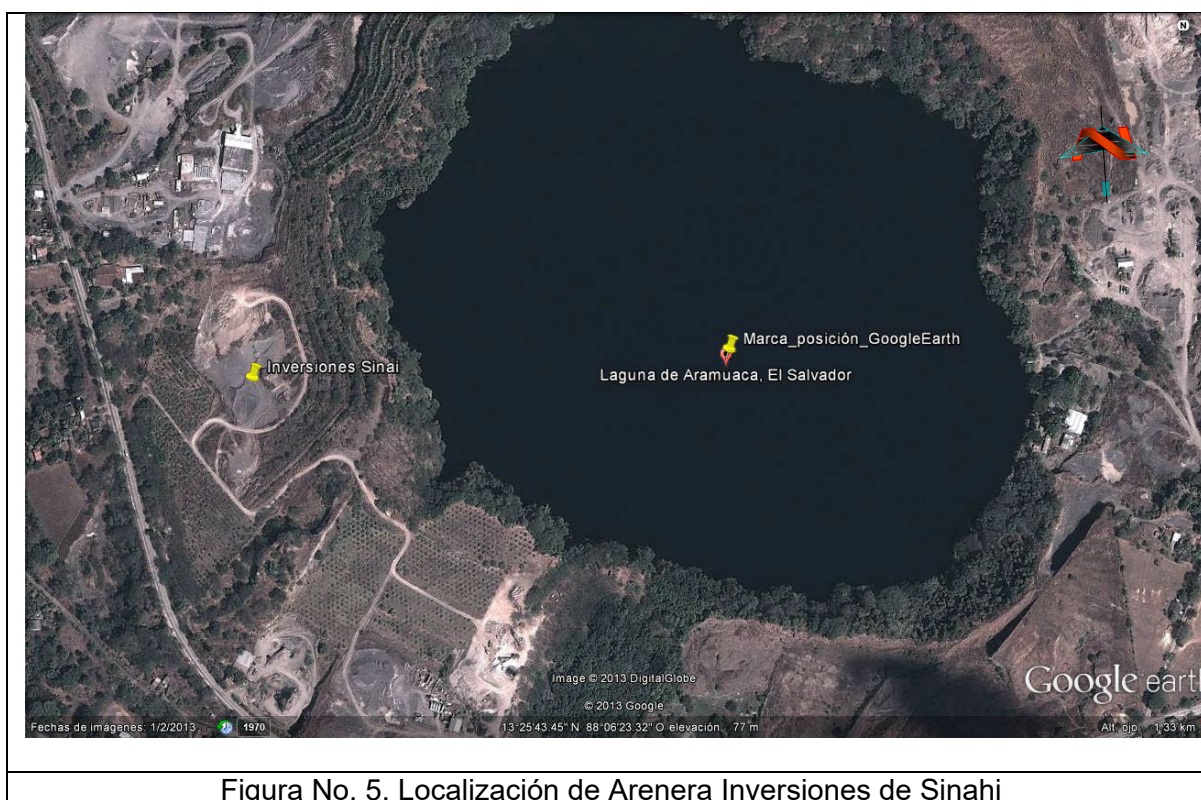 N
Marca_posición_GoogleEarth
Inversiones Sinai
Laguna de Aramuaca, El Salvador
Image © 2013 DigitalGlobe
© 2013 Google
Google earth
Fechas de imágenes: 1/2/2013 1970 13°25'43.45" N 88°06'23.32" O elevación 77 m Alt. ojo 1.33 km
Figura No. 5. Localización de Arenera Inversiones de Sinahi